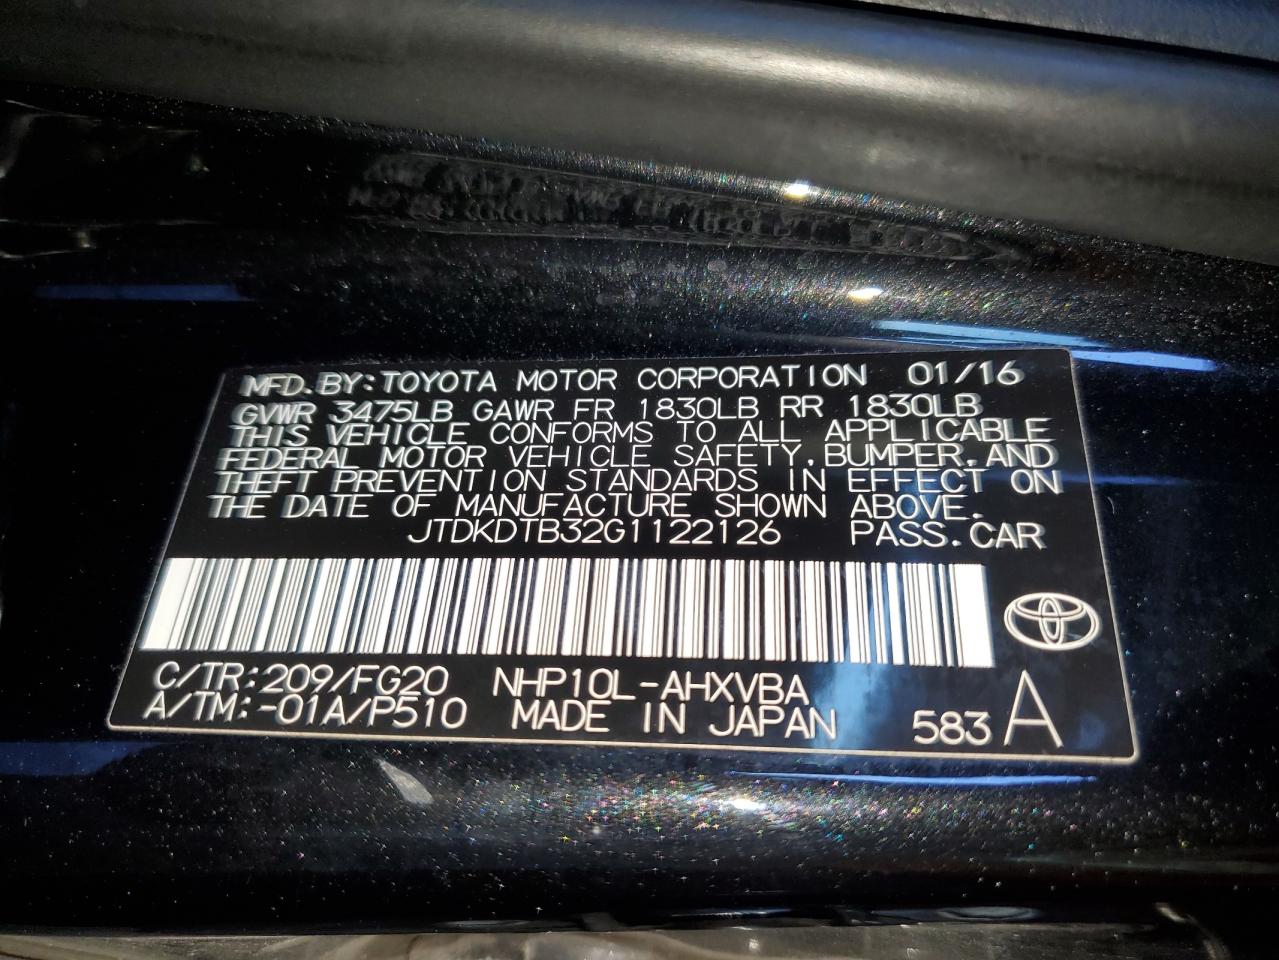 MFD. BY: TOYOTA MOTOR CORPORATION 01/16
GVWR 3475LB GAWR FR 1830LB RR 1830LB
THIS VEHICLE CONFORMS TO ALL APPLICABLE
FEDERAL MOTOR VEHICLE SAFETY, BUMPER, AND
THEFT PREVENTION STANDARDS IN EFFECT ON
THE DATE OF MANUFACTURE SHOWN ABOVE.
JTDKDTB32G1122126 PASS. CAR
C/TR: 209/FG20 NHP10L-AHXVBA
A/TM: -01A/P510 MADE IN JAPAN 583 A